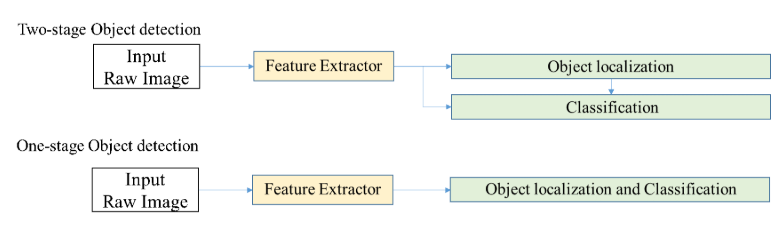 Two-stage Object detection
Input
Raw Image
Feature Extractor
Object localization
Classification
One-stage Object detection
Input
Raw Image
Feature Extractor
Object localization and Classification